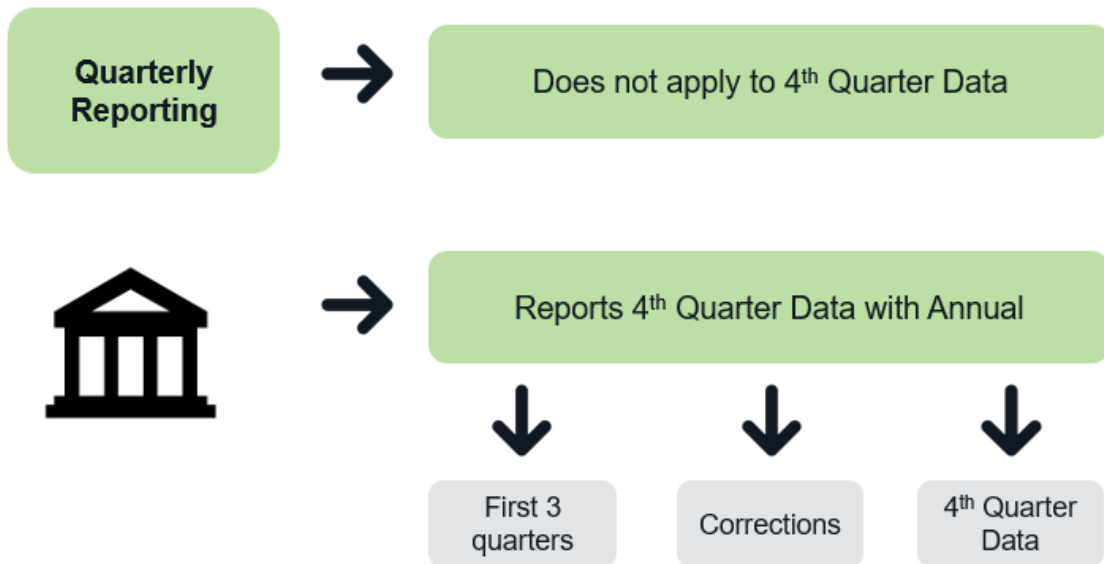 Quarterly
Reporting
Does not apply to 4th Quarter Data
Reports 4th Quarter Data with Annual
First 3
quarters
Corrections
4th Quarter
Data